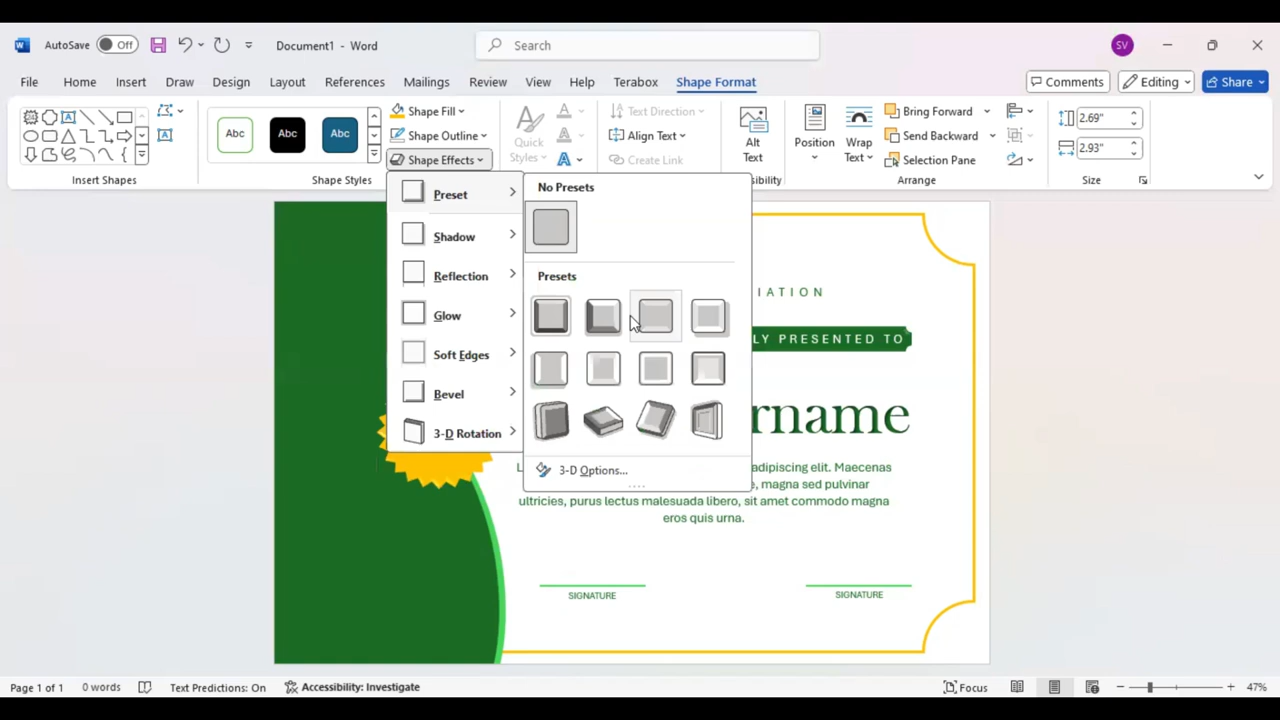 AutoSave Off Document1 - Word Search SV
File Home Insert Draw Design Layout References Mailings Review View Help Terabox Shape Format Comments Editing Share
Abc Abc Abc
Shape Fill
Shape Outline
Shape Effects
Quick Styles
Text Direction
Align Text
Create Link
Alt Text
Position
Wrap Text
Bring Forward
Send Backward
Selection Pane
2.69"
2.93"
Insert Shapes Shape Styles sibility Arrange Size
Preset
Shadow
Reflection
Glow
Soft Edges
Bevel
3-D Rotation
No Presets
Presets
3-D Options...
IATION
LY PRESENTED TO
rname
L adipiscing elit. Maecenas
, magna sed pulvinar
ultricies, purus lectus malesuada libero, sit amet commodo magna
eros quis urna.
SIGNATURE SIGNATURE
Page 1 of 1 0 words Text Predictions: On Accessibility: Investigate Focus 47%